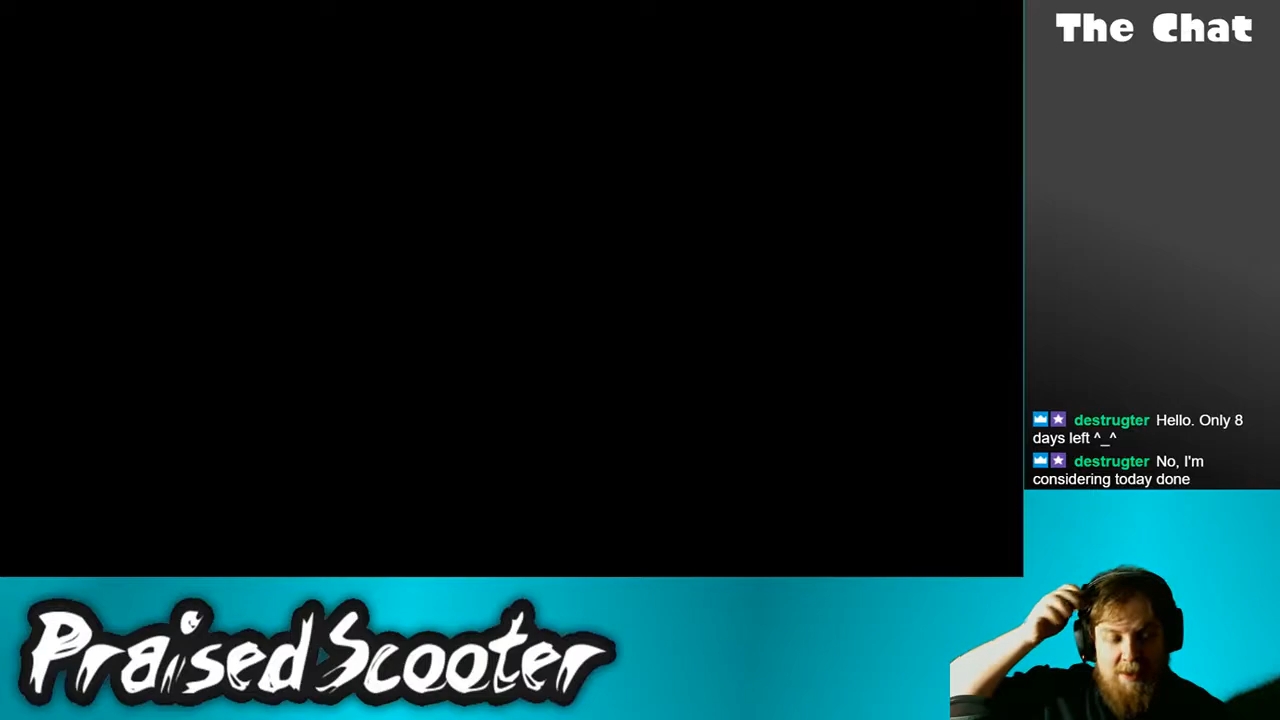 The Chat
destrugter Hello. Only 8
days left ^_^
destrugter No, I'm
considering today done
PraisedScooter